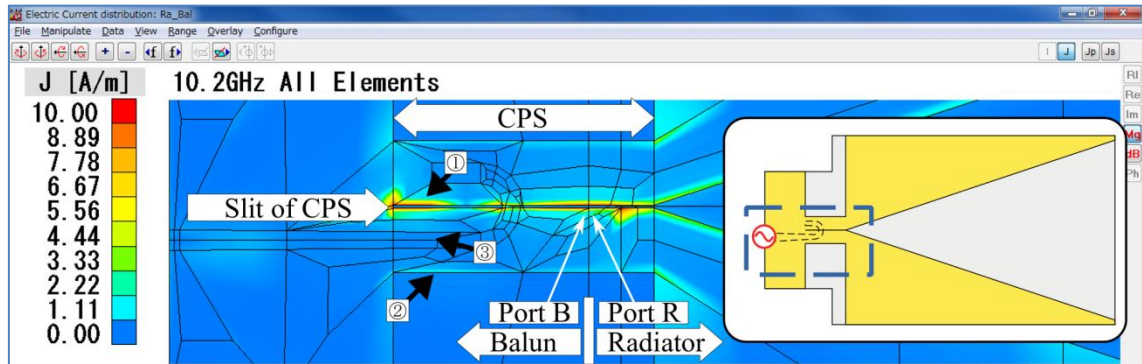 Electric Current distribution: Ra_Bal
File Manipulate Data View Range Overlay Configure
+ - f f I J Jp Js
J [A/m] 10.2GHz All Elements
10.00
8.89
7.78
6.67
5.56
4.44
3.33
2.22
1.11
0.00
CPS
①
Slit of CPS
③
②
Port B Port R
Balun Radiator
Rl
Re
Im
Mg
dB
Ph